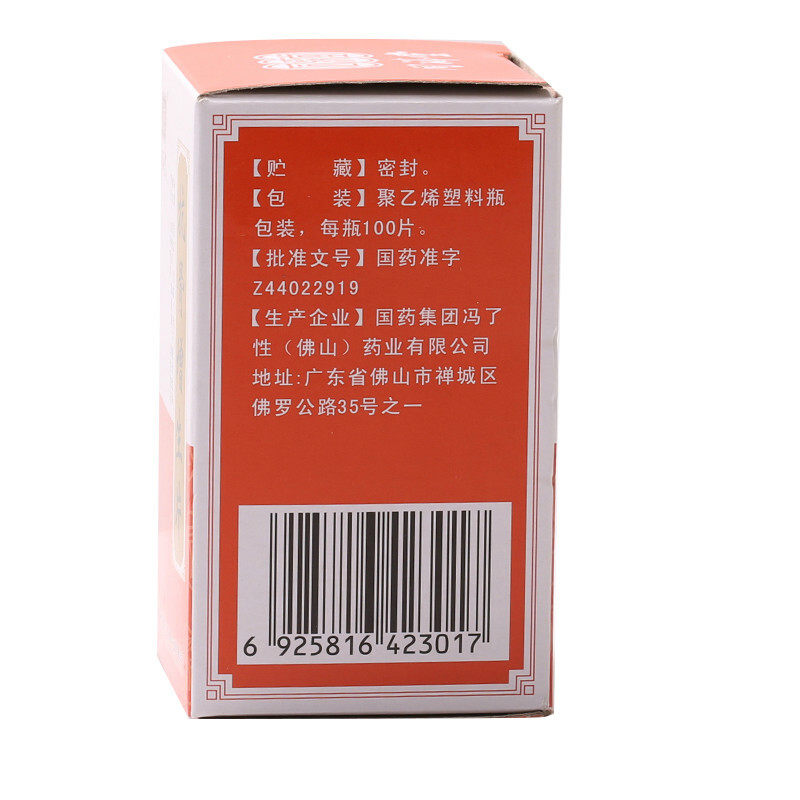 【贮　　藏】密封。
【包　　装】聚乙烯塑料瓶
包装，每瓶100片。
【批准文号】国药准字
Z44022919
【生产企业】国药集团冯了
性（佛山）药业有限公司
地址:广东省佛山市禅城区
佛罗公路35号之一
6 925816 423017